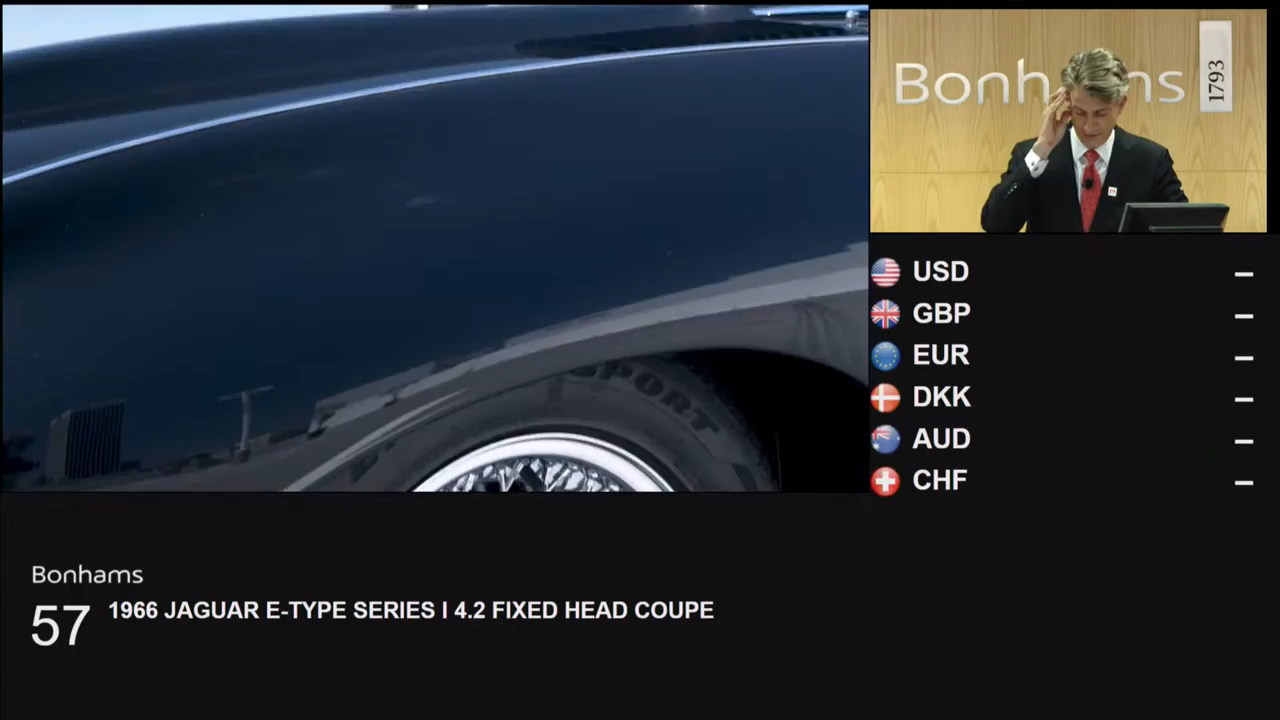 SPORT
Bonhams
1793
USD –
GBP –
EUR –
DKK –
AUD –
CHF –
Bonhams
57 1966 JAGUAR E-TYPE SERIES I 4.2 FIXED HEAD COUPE